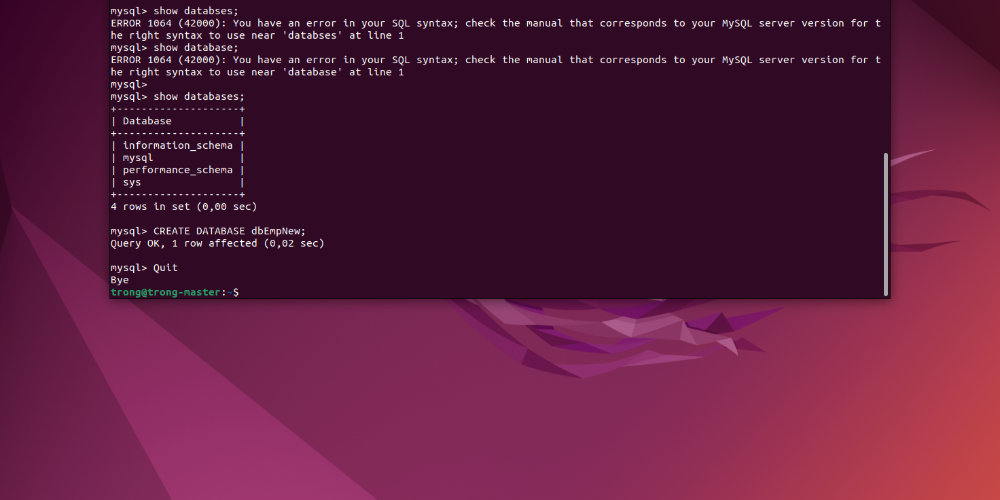 mysql> show databses;
ERROR 1064 (42000): You have an error in your SQL syntax; check the manual that corresponds to your MySQL server version for t
he right syntax to use near 'databses' at line 1
mysql> show database;
ERROR 1064 (42000): You have an error in your SQL syntax; check the manual that corresponds to your MySQL server version for t
he right syntax to use near 'database' at line 1
mysql>
mysql> show databases;
+--------------------+
| Database           |
+--------------------+
| information_schema |
| mysql              |
| performance_schema |
| sys                |
+--------------------+
4 rows in set (0,00 sec)
mysql> CREATE DATABASE dbEmpNew;
Query OK, 1 row affected (0,02 sec)
mysql> Quit
Bye
trong@trong-master:~$